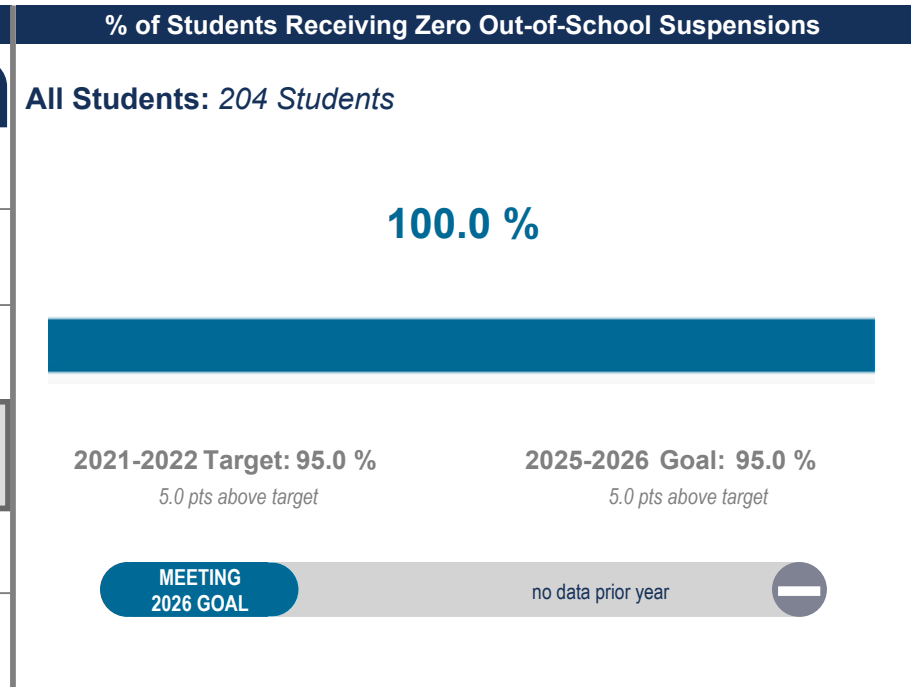 % of Students Receiving Zero Out-of-School Suspensions
All Students: 204 Students
100.0 %
2021-2022 Target: 95.0 %
5.0 pts above target
2025-2026 Goal: 95.0 %
5.0 pts above target
MEETING
2026 GOAL
no data prior year